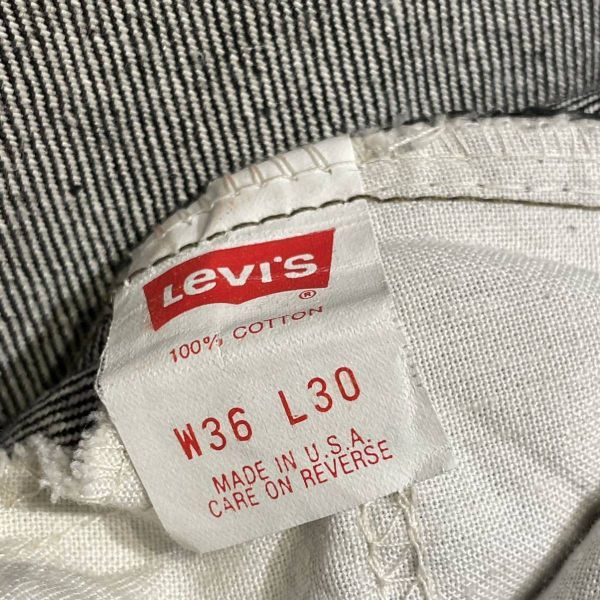 Levi's
®
100% COTTON
W36 L30
MADE IN U.S.A.
CARE ON REVERSE